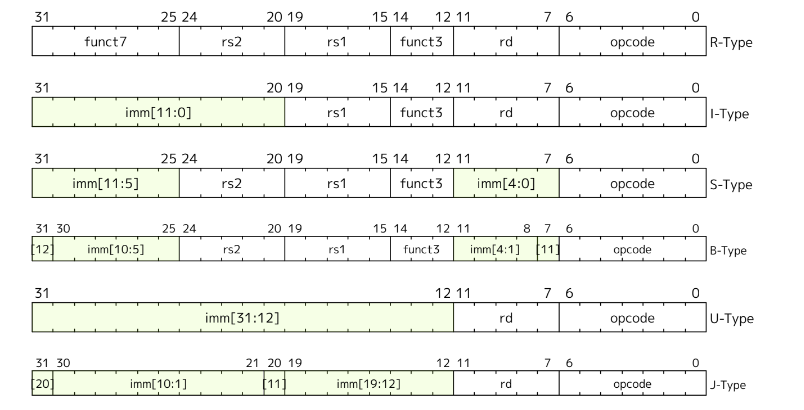 31 25 24 20 19 15 14 12 11 7 6 0
funct7 rs2 rs1 funct3 rd opcode R-Type
31 20 19 15 14 12 11 7 6 0
imm[11:0] rs1 funct3 rd opcode I-Type
31 25 24 20 19 15 14 12 11 7 6 0
imm[11:5] rs2 rs1 funct3 imm[4:0] opcode S-Type
31 30 25 24 20 19 15 14 12 11 8 7 6 0
[12] imm[10:5] rs2 rs1 funct3 imm[4:1] [11] opcode B-Type
31 12 11 7 6 0
imm[31:12] rd opcode U-Type
31 30 21 20 19 12 11 7 6 0
[20] imm[10:1] [11] imm[19:12] rd opcode J-Type